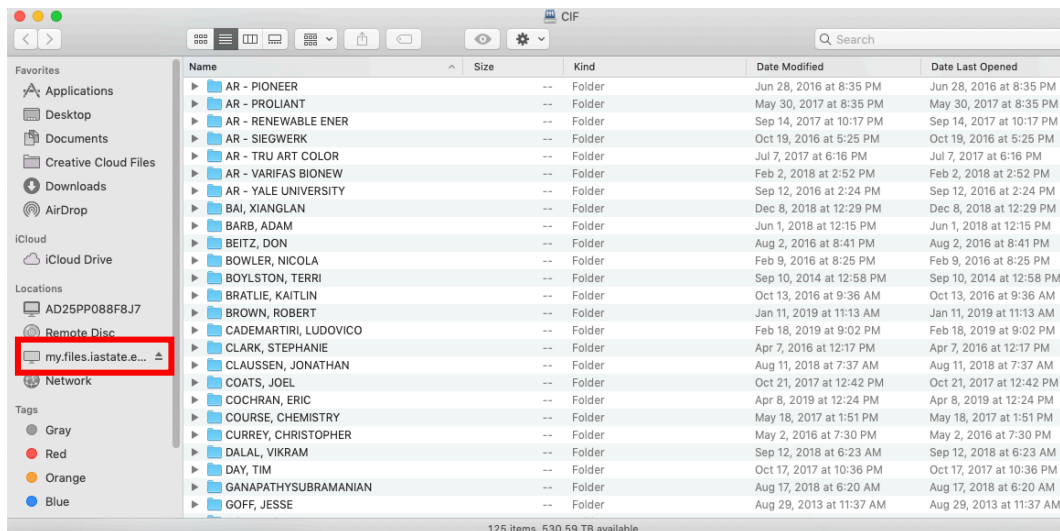 CIF
Search
Favorites
Applications
Desktop
Documents
Creative Cloud Files
Downloads
AirDrop
iCloud
iCloud Drive
Locations
AD25PP088F8J7
Remote Disc
my.files.iastate.e...
Network
Tags
Gray
Red
Orange
Blue
Name Size Kind Date Modified Date Last Opened
AR - PIONEER -- Folder Jun 28, 2016 at 8:35 PM Jun 28, 2016 at 8:35 PM
AR - PROLIANT -- Folder May 30, 2017 at 8:35 PM May 30, 2017 at 8:35 PM
AR - RENEWABLE ENER -- Folder Sep 14, 2017 at 10:17 PM Sep 14, 2017 at 10:17 PM
AR - SIEGWERK -- Folder Oct 19, 2016 at 5:25 PM Oct 19, 2016 at 5:25 PM
AR - TRU ART COLOR -- Folder Jul 7, 2017 at 6:16 PM Jul 7, 2017 at 6:16 PM
AR - VARIFAS BIONEW -- Folder Feb 2, 2018 at 2:52 PM Feb 2, 2018 at 2:52 PM
AR - YALE UNIVERSITY -- Folder Sep 12, 2016 at 2:24 PM Sep 12, 2016 at 2:24 PM
BAI, XIANGLAN -- Folder Dec 8, 2018 at 12:29 PM Dec 8, 2018 at 12:29 PM
BARB, ADAM -- Folder Jun 1, 2018 at 12:15 PM Jun 1, 2018 at 12:15 PM
BEITZ, DON -- Folder Aug 2, 2016 at 8:41 PM Aug 2, 2016 at 8:41 PM
BOWLER, NICOLA -- Folder Feb 9, 2016 at 8:25 PM Feb 9, 2016 at 8:25 PM
BOYLSTON, TERRI -- Folder Sep 10, 2014 at 12:58 PM Sep 10, 2014 at 12:58 PM
BRATLIE, KAITLIN -- Folder Oct 13, 2016 at 9:36 AM Oct 13, 2016 at 9:36 AM
BROWN, ROBERT -- Folder Jan 11, 2019 at 11:13 AM Jan 11, 2019 at 11:13 AM
CADEMARTIRI, LUDOVICO -- Folder Feb 18, 2019 at 9:02 PM Feb 18, 2019 at 9:02 PM
CLARK, STEPHANIE -- Folder Apr 7, 2016 at 12:17 PM Apr 7, 2016 at 12:17 PM
CLAUSSEN, JONATHAN -- Folder Aug 11, 2018 at 7:37 AM Aug 11, 2018 at 7:37 AM
COATS, JOEL -- Folder Oct 21, 2017 at 12:42 PM Oct 21, 2017 at 12:42 PM
COCHRAN, ERIC -- Folder Apr 8, 2019 at 12:24 PM Apr 8, 2019 at 12:24 PM
COURSE, CHEMISTRY -- Folder May 18, 2017 at 1:51 PM May 18, 2017 at 1:51 PM
CURREY, CHRISTOPHER -- Folder May 2, 2016 at 7:30 PM May 2, 2016 at 7:30 PM
DALAL, VIKRAM -- Folder Sep 12, 2018 at 6:23 AM Sep 12, 2018 at 6:23 AM
DAY, TIM -- Folder Oct 17, 2017 at 10:36 PM Oct 17, 2017 at 10:36 PM
GANAPATHYSUBRAMANIAN -- Folder Aug 17, 2018 at 6:20 AM Aug 17, 2018 at 6:20 AM
GOFF, JESSE -- Folder Aug 29, 2013 at 11:37 AM Aug 29, 2013 at 11:37 AM
125 items, 530.59 TB available